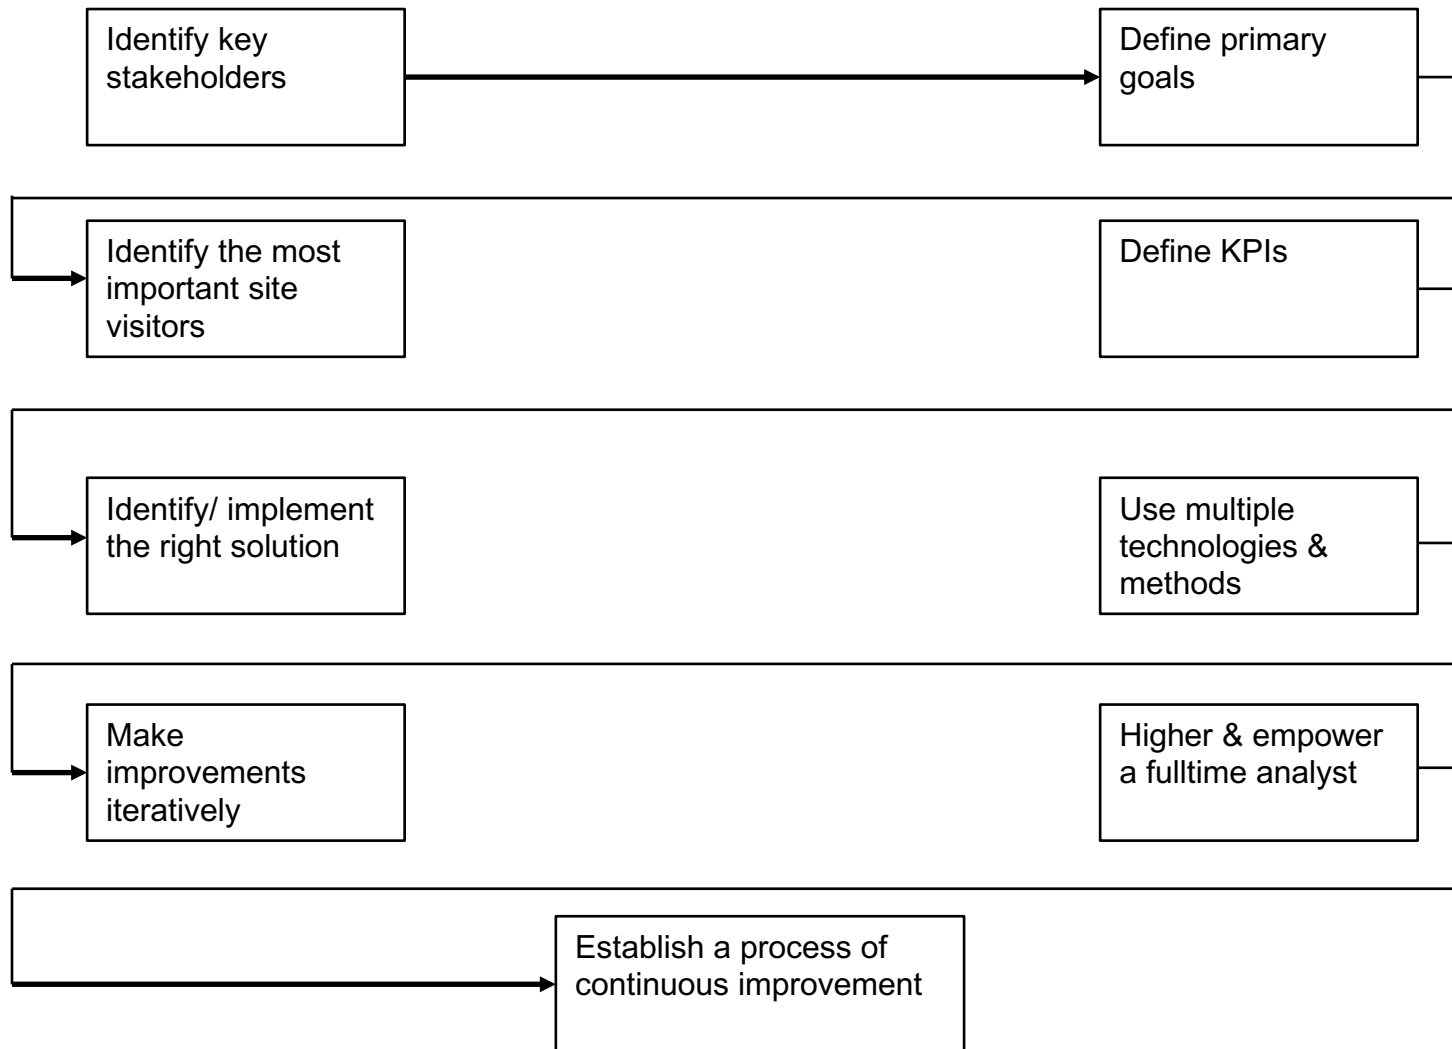 Identify key
stakeholders
Define primary
goals
Identify the most
important site
visitors
Define KPIs
Identify/ implement
the right solution
Use multiple
technologies &
methods
Make
improvements
iteratively
Higher & empower
a fulltime analyst
Establish a process of
continuous improvement